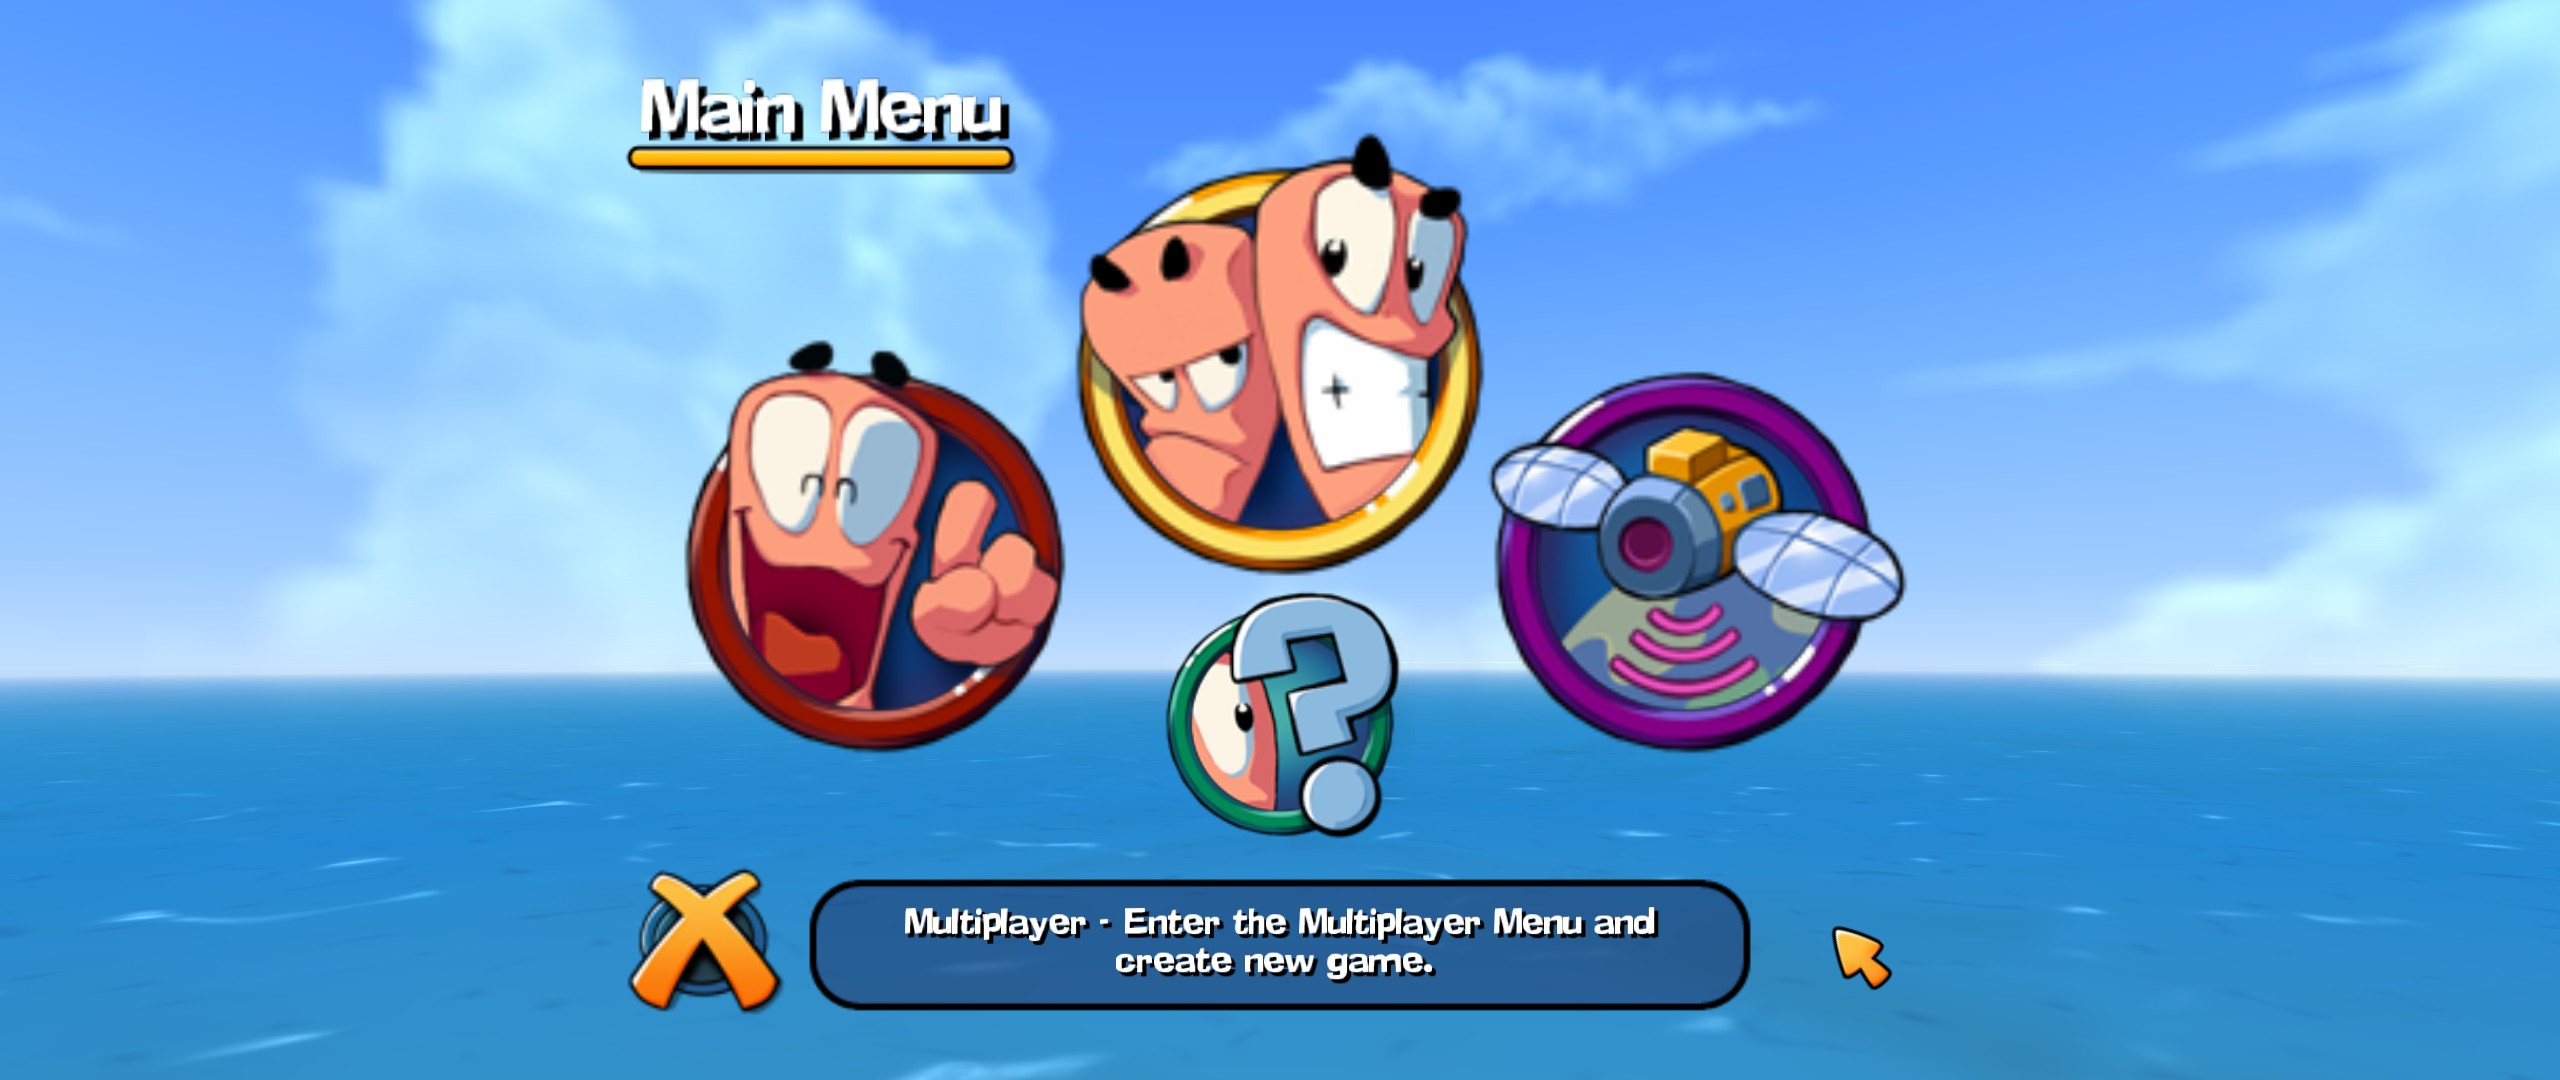 Main Menu
Multiplayer - Enter the Multiplayer Menu and
create new game.